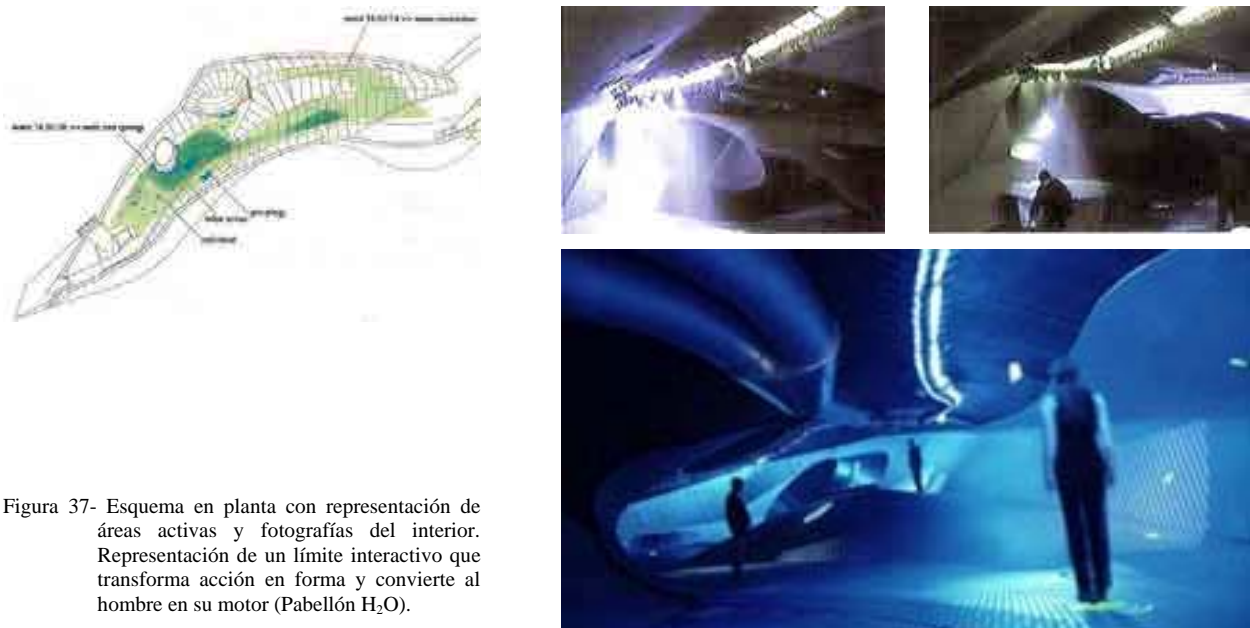 Figura 37- Esquema en planta con representación de
áreas activas y fotografías del interior.
Representación de un límite interactivo que
transforma acción en forma y convierte al
hombre en su motor (Pabellón H₂O).